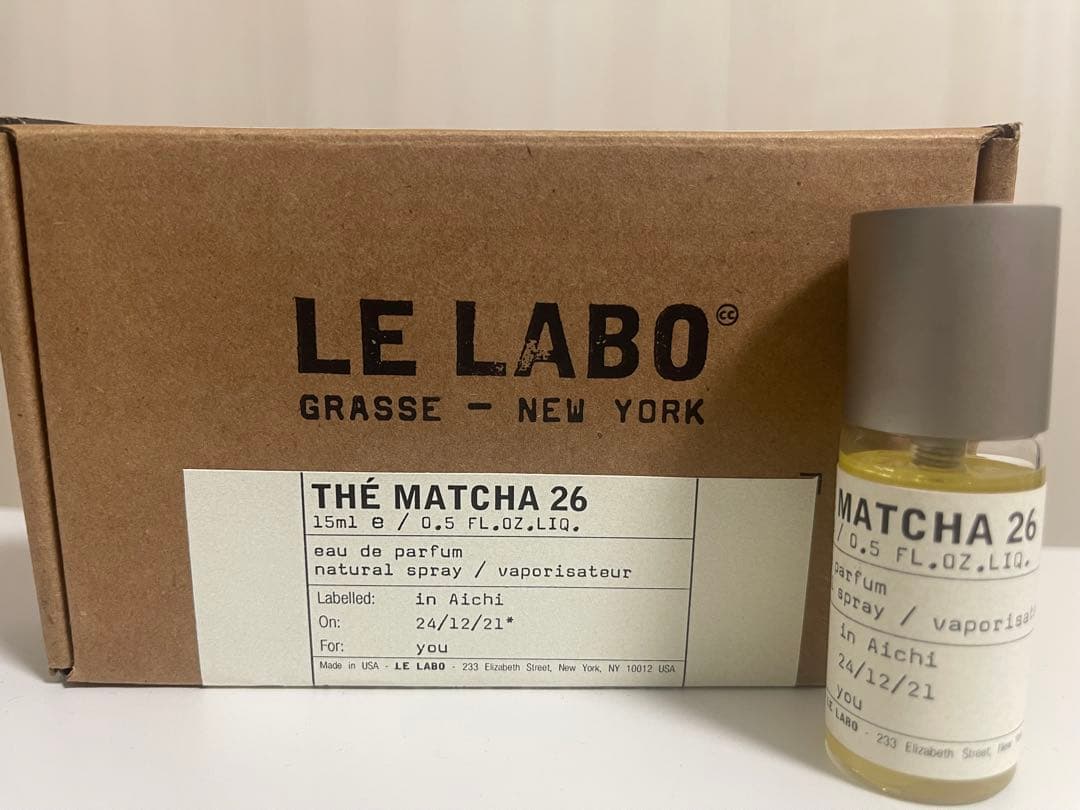 LE LABO
GRASSE — NEW YORK
THÉ MATCHA 26
15ml e / 0.5 FL.OZ.LIQ.
eau de parfum
natural spray / vaporisateur
Labelled: in Aichi
On: 24/12/21*
For: you
Made in USA - LE LABO - 233 Elizabeth Street, New York, NY 10012 USA
MATCHA 26
/ 0.5 FL.OZ.LIQ.
parfum
spray / vaporisat
in Aichi
24/12/21
you
LE LABO - 233 Elizabeth Street, New